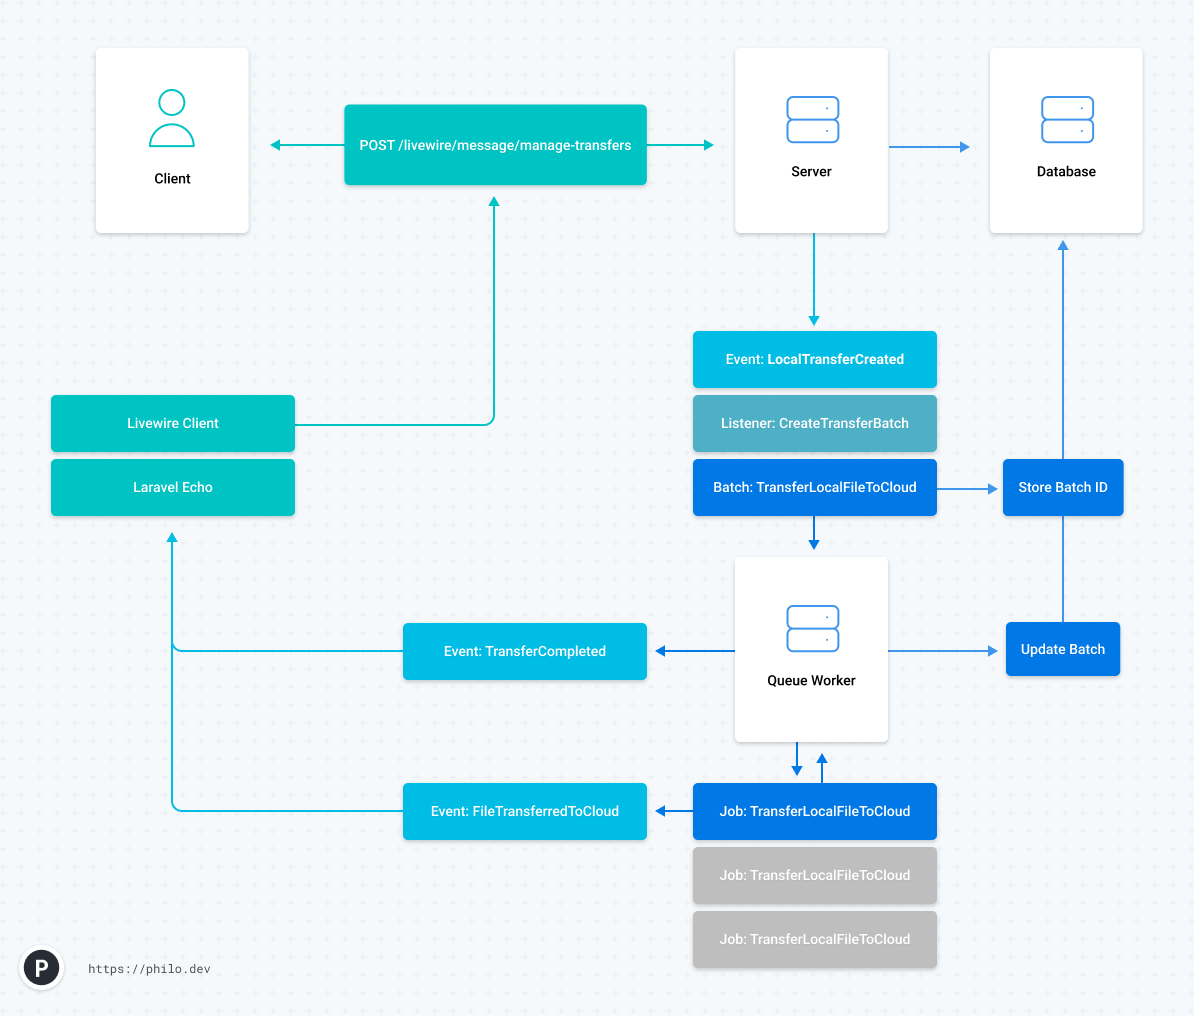 Client
POST /livewire/message/manage-transfers
Server
Database
Event: LocalTransferCreated
Livewire Client
Listener: CreateTransferBatch
Laravel Echo
Batch: TransferLocalFileToCloud
Store Batch ID
Event: TransferCompleted
Queue Worker
Update Batch
Event: FileTransferredToCloud
Job: TransferLocalFileToCloud
Job: TransferLocalFileToCloud
Job: TransferLocalFileToCloud
P
https://philo.dev